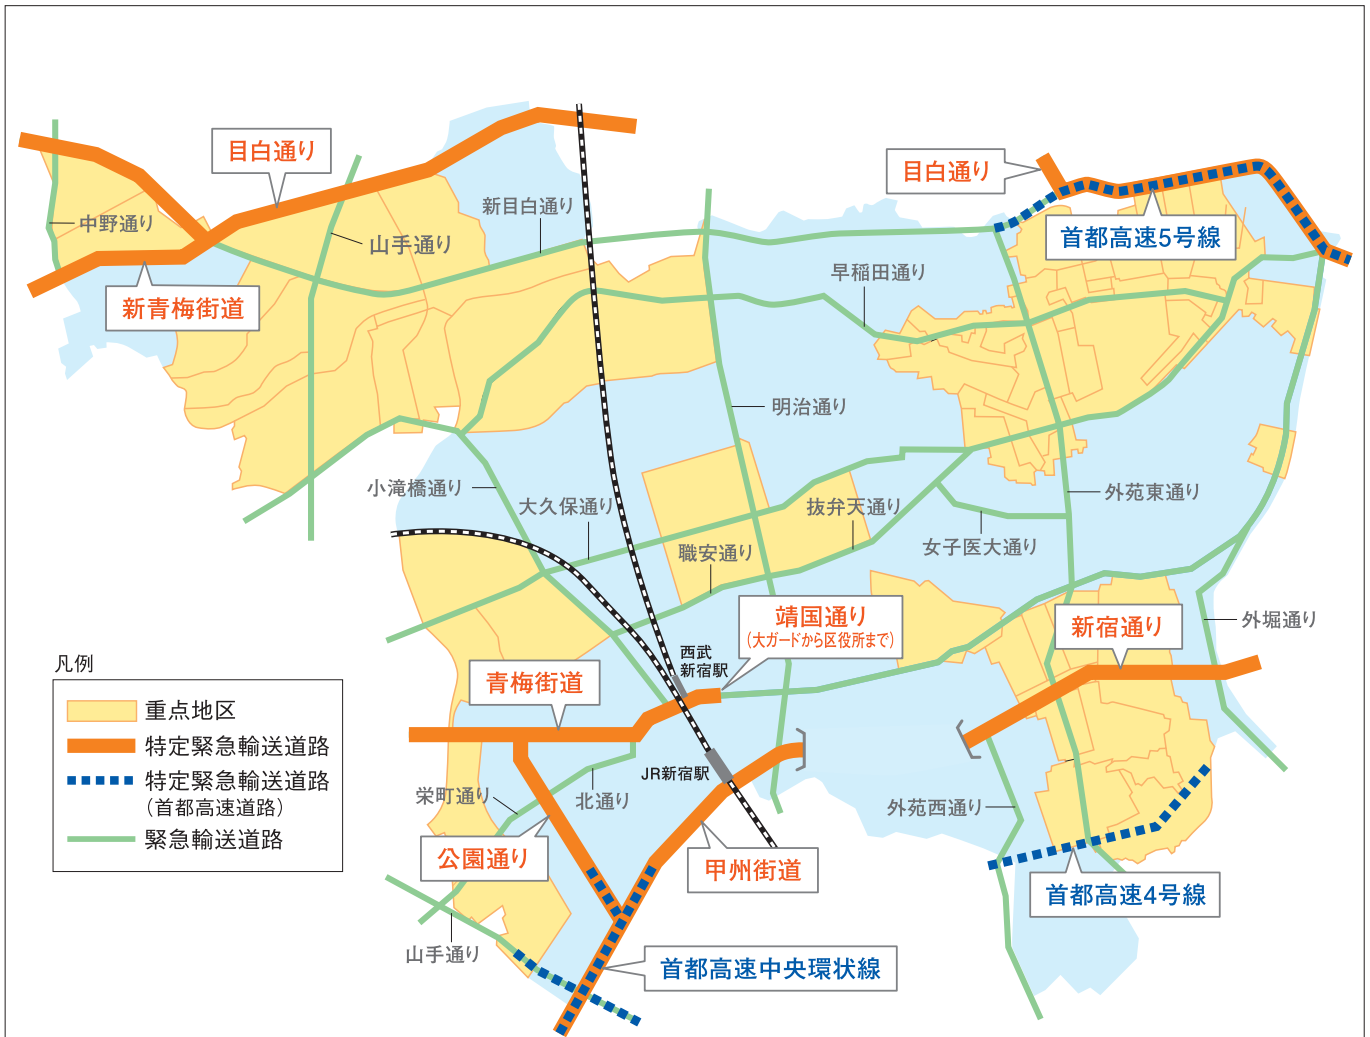 目白通り
目白通り
中野通り
新目白通り
山手通り
首都高速5号線
早稲田通り
新青梅街道
明治通り
小滝橋通り
大久保通り
抜弁天通り
外苑東通り
職安通り
女子医大通り
靖国通り
(大ガードから区役所まで)
新宿通り
外堀通り
西武
新宿駅
青梅街道
凡例
重点地区
特定緊急輸送道路
特定緊急輸送道路
(首都高速道路)
緊急輸送道路
JR新宿駅
栄町通り
北通り
外苑西通り
公園通り
甲州街道
首都高速4号線
山手通り
首都高速中央環状線